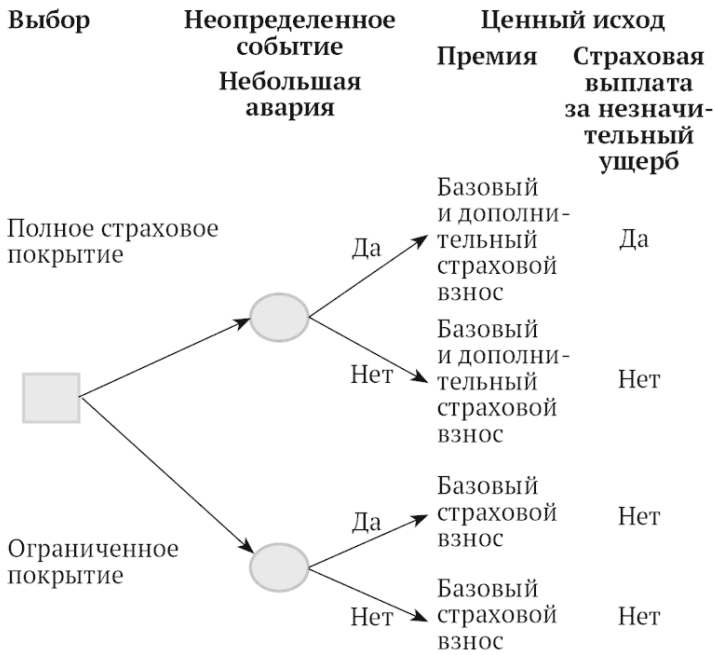 Выбор
Неопределенное
событие
Небольшая
авария
Ценный исход
Премия
Страховая
выплата
за незначи-
тельный
ущерб
Полное страховое
покрытие
Да
Базовый
и дополни-
тельный
страховой
взнос
Да
Нет
Базовый
и дополни-
тельный
страховой
взнос
Нет
Ограниченное
покрытие
Да
Базовый
страховой
взнос
Нет
Нет
Базовый
страховой
взнос
Нет